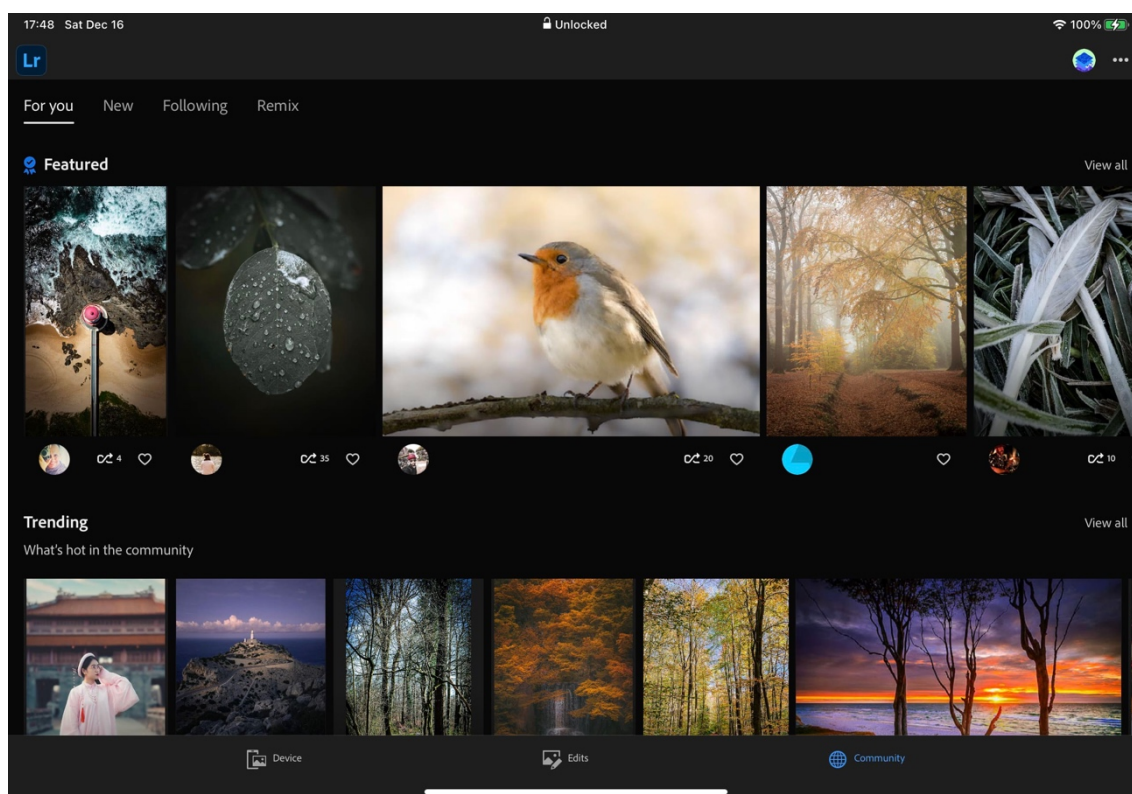 17:48 Sat Dec 16
Unlocked
100%
Lr
For you New Following Remix
Featured
View all
4 35 20 10
Trending
View all
What's hot in the community
Device Edits Community